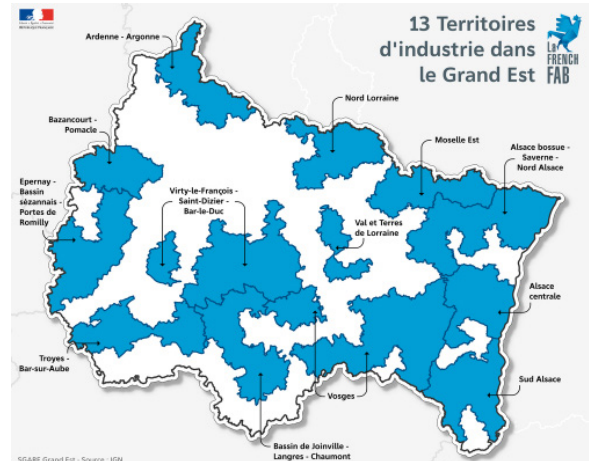 RÉPUBLIQUE FRANÇAISE
13 Territoires
d'industrie dans
le Grand Est
La
FRENCH
FAB
Ardenne - Argonne
Nord Lorraine
Bazancourt -
Pomacle
Moselle Est
Alsace bossue -
Saverne -
Nord Alsace
Epernay -
Bassin
sézannais -
Portes de
Romilly
Virty-le-François -
Saint-Dizier -
Bar-le-Duc
Val et Terres
de Lorraine
Alsace
centrale
Troyes -
Bar-sur-Aube
Vosges
Sud Alsace
Bassin de Joinville -
Langres - Chaumont
SGARE Grand Est - Source : IGN